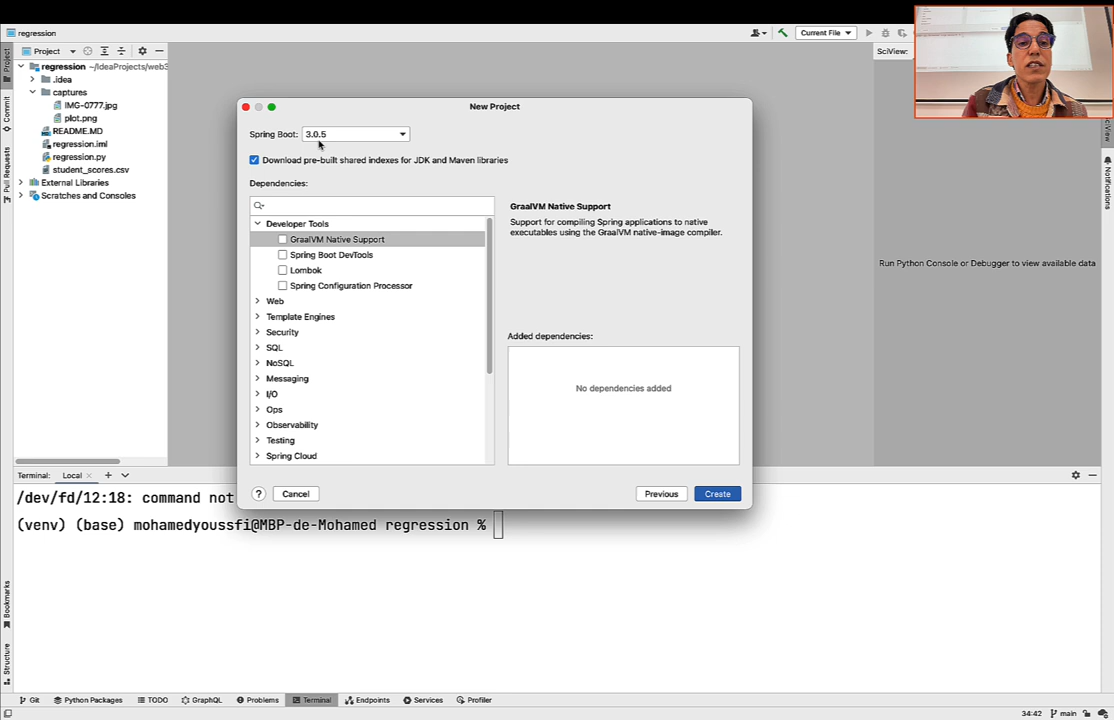 regression
Current File
Project
SciView:
regression ~/IdeaProjects/web3
.idea
captures
IMG-0777.jpg
plot.png
README.MD
regression.iml
regression.py
student_scores.csv
External Libraries
Scratches and Consoles
Project
Commit
Pull Requests
Bookmarks
Structure
SciView
Notifications
Run Python Console or Debugger to view available data
New Project
Spring Boot: 3.0.5
Download pre-built shared indexes for JDK and Maven libraries
Dependencies:
Developer Tools
GraalVM Native Support
Spring Boot DevTools
Lombok
Spring Configuration Processor
Web
Template Engines
Security
SQL
NoSQL
Messaging
I/O
Ops
Observability
Testing
Spring Cloud
GraalVM Native Support
Support for compiling Spring applications to native
executables using the GraalVM native-image compiler.
Added dependencies:
No dependencies added
? Cancel Previous Create
Terminal: Local
/dev/fd/12:18: command not
(venv) (base) mohamedyoussfi@MBP-de-Mohamed regression %
Git Python Packages TODO GraphQL Problems Terminal Endpoints Services Profiler
34:42 main